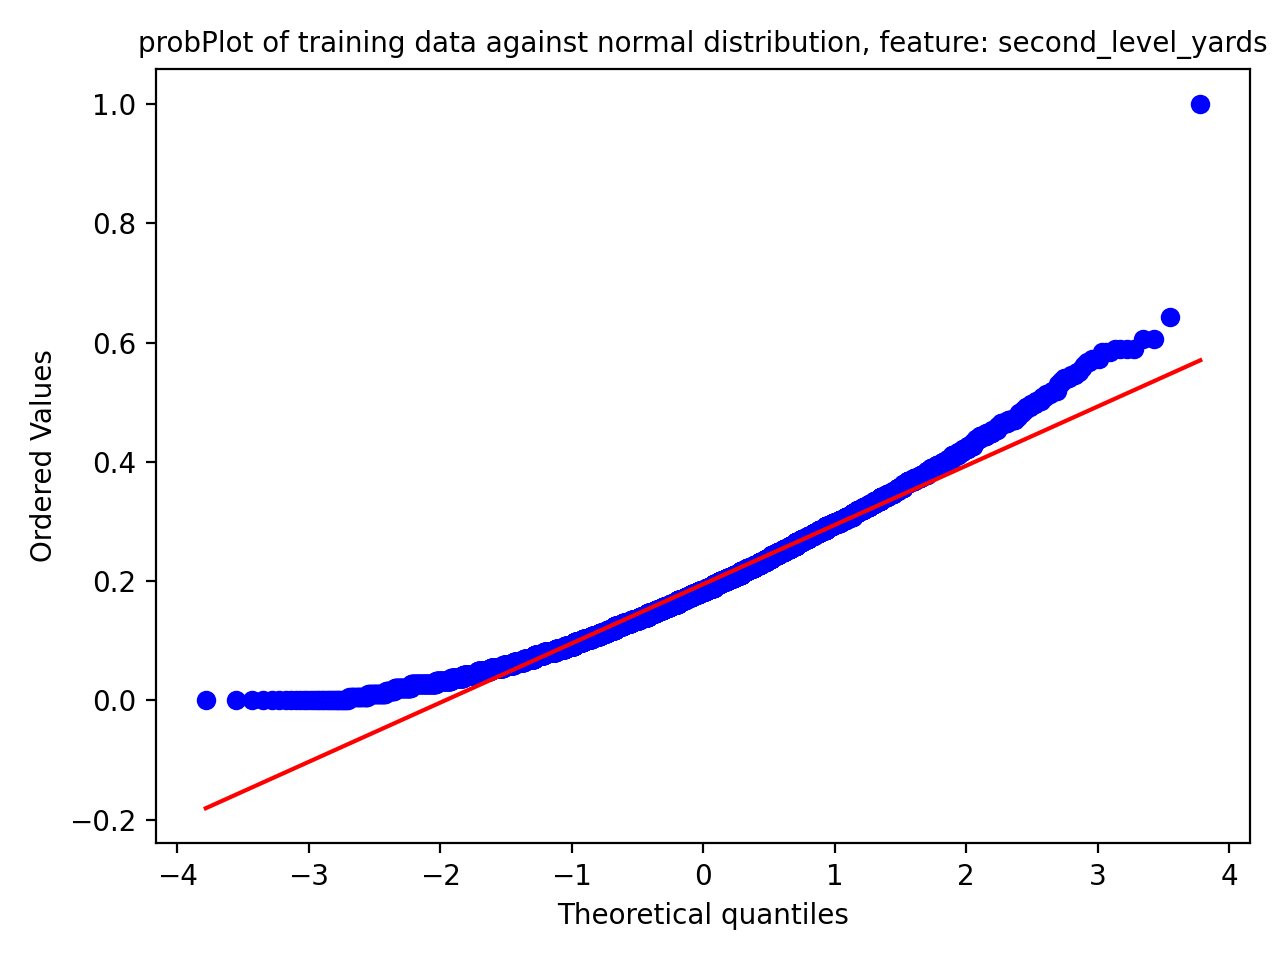 probPlot of training data against normal distribution, feature: second_level_yards
1.0
0.8
0.6
0.4
0.2
0.0
−0.2
Ordered Values
−4 −3 −2 −1 0 1 2 3 4
Theoretical quantiles